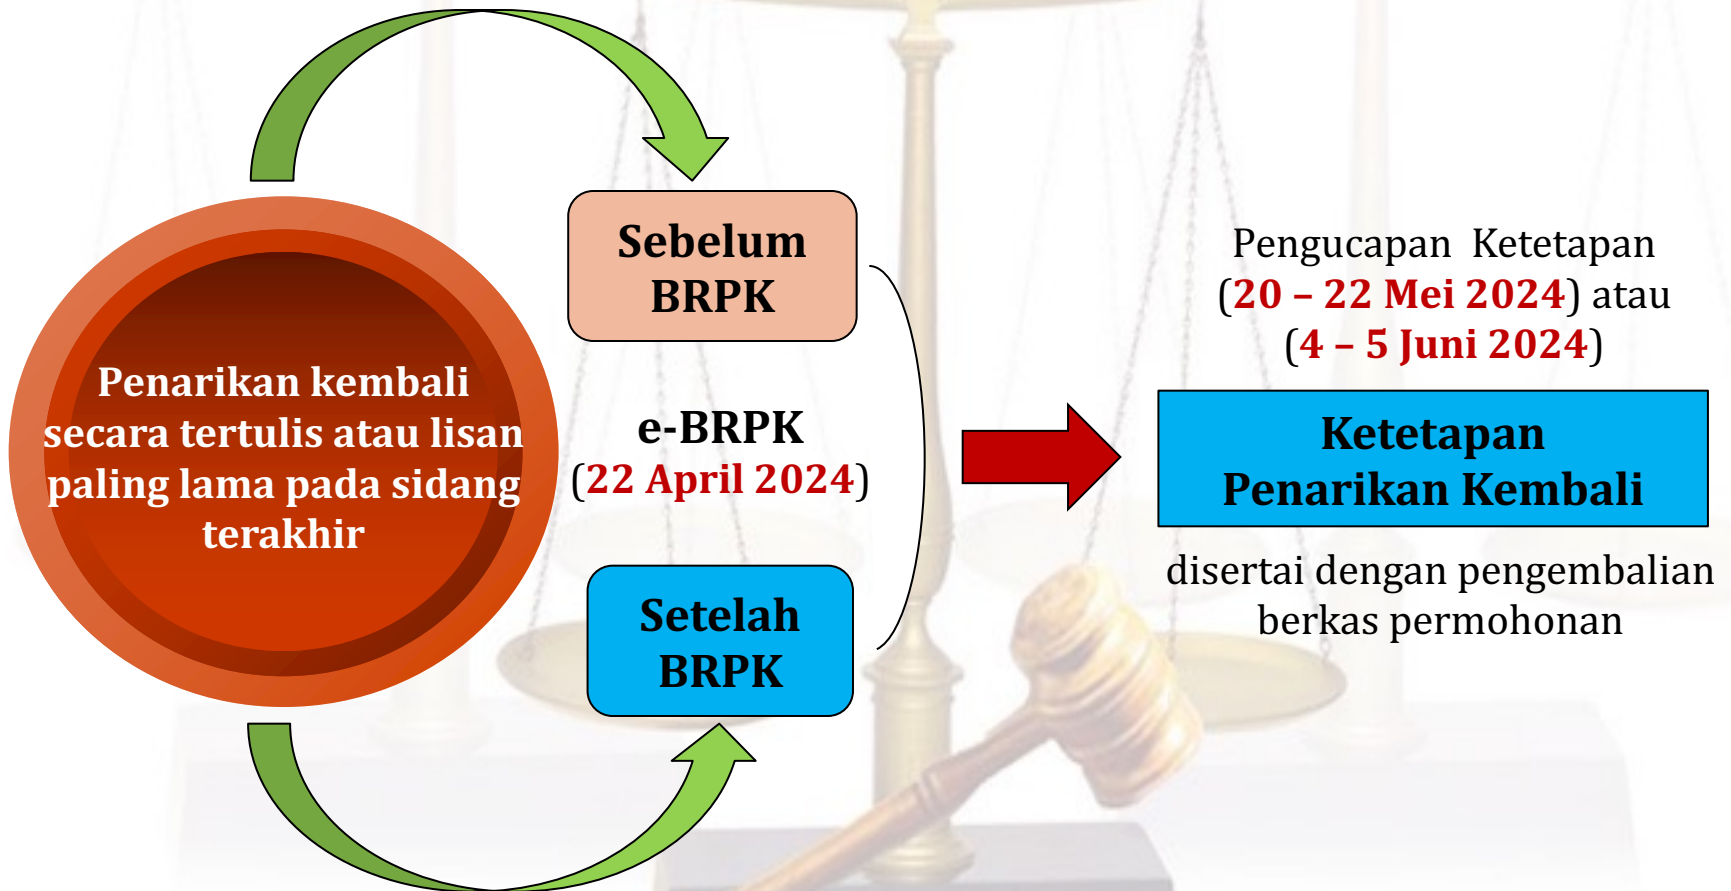 Penarikan kembali
secara tertulis atau lisan
paling lama pada sidang
terakhir
Sebelum
BRPK
e-BRPK
(22 April 2024)
Setelah
BRPK
Pengucapan Ketetapan
(20 – 22 Mei 2024) atau
(4 – 5 Juni 2024)
Ketetapan
Penarikan Kembali
disertai dengan pengembalian
berkas permohonan